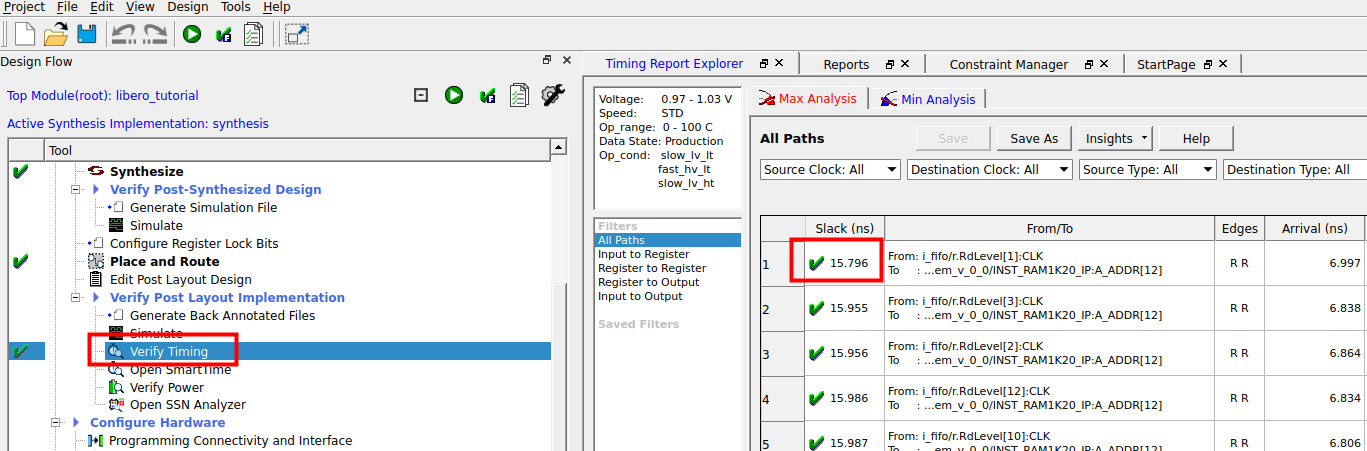 Project File Edit View Design Tools Help
Design Flow
Top Module(root): libero_tutorial
Active Synthesis Implementation: synthesis
Tool
Synthesize
Verify Post-Synthesized Design
Generate Simulation File
Simulate
Configure Register Lock Bits
Place and Route
Edit Post Layout Design
Verify Post Layout Implementation
Generate Back Annotated Files
Simulate
Verify Timing
Open SmartTime
Verify Power
Open SSN Analyzer
Configure Hardware
Programming Connectivity and Interface
Timing Report Explorer Reports Constraint Manager StartPage
Voltage: 0.97 - 1.03 V
Speed: STD
Op_range: 0 - 100 C
Data State: Production
Op_cond: slow_lv_lt
fast_hv_lt
slow_lv_ht
Filters
All Paths
Input to Register
Register to Register
Register to Output
Input to Output
Saved Filters
Max Analysis Min Analysis
All Paths Save Save As Insights Help
Source Clock: All Destination Clock: All Source Type: All Destination Type: All
Slack (ns) From/To Edges Arrival (ns)
1 15.796 From: i_fifo/r.RdLevel[1]:CLK R R 6.997
To : ...em_v_0_0/INST_RAM1K20_IP:A_ADDR[12]
2 15.955 From: i_fifo/r.RdLevel[3]:CLK R R 6.838
To : ...em_v_0_0/INST_RAM1K20_IP:A_ADDR[12]
3 15.956 From: i_fifo/r.RdLevel[2]:CLK R R 6.864
To : ...em_v_0_0/INST_RAM1K20_IP:A_ADDR[12]
4 15.986 From: i_fifo/r.RdLevel[12]:CLK R R 6.834
To : ...em_v_0_0/INST_RAM1K20_IP:A_ADDR[12]
5 15.987 From: i_fifo/r.RdLevel[10]:CLK R R 6.806